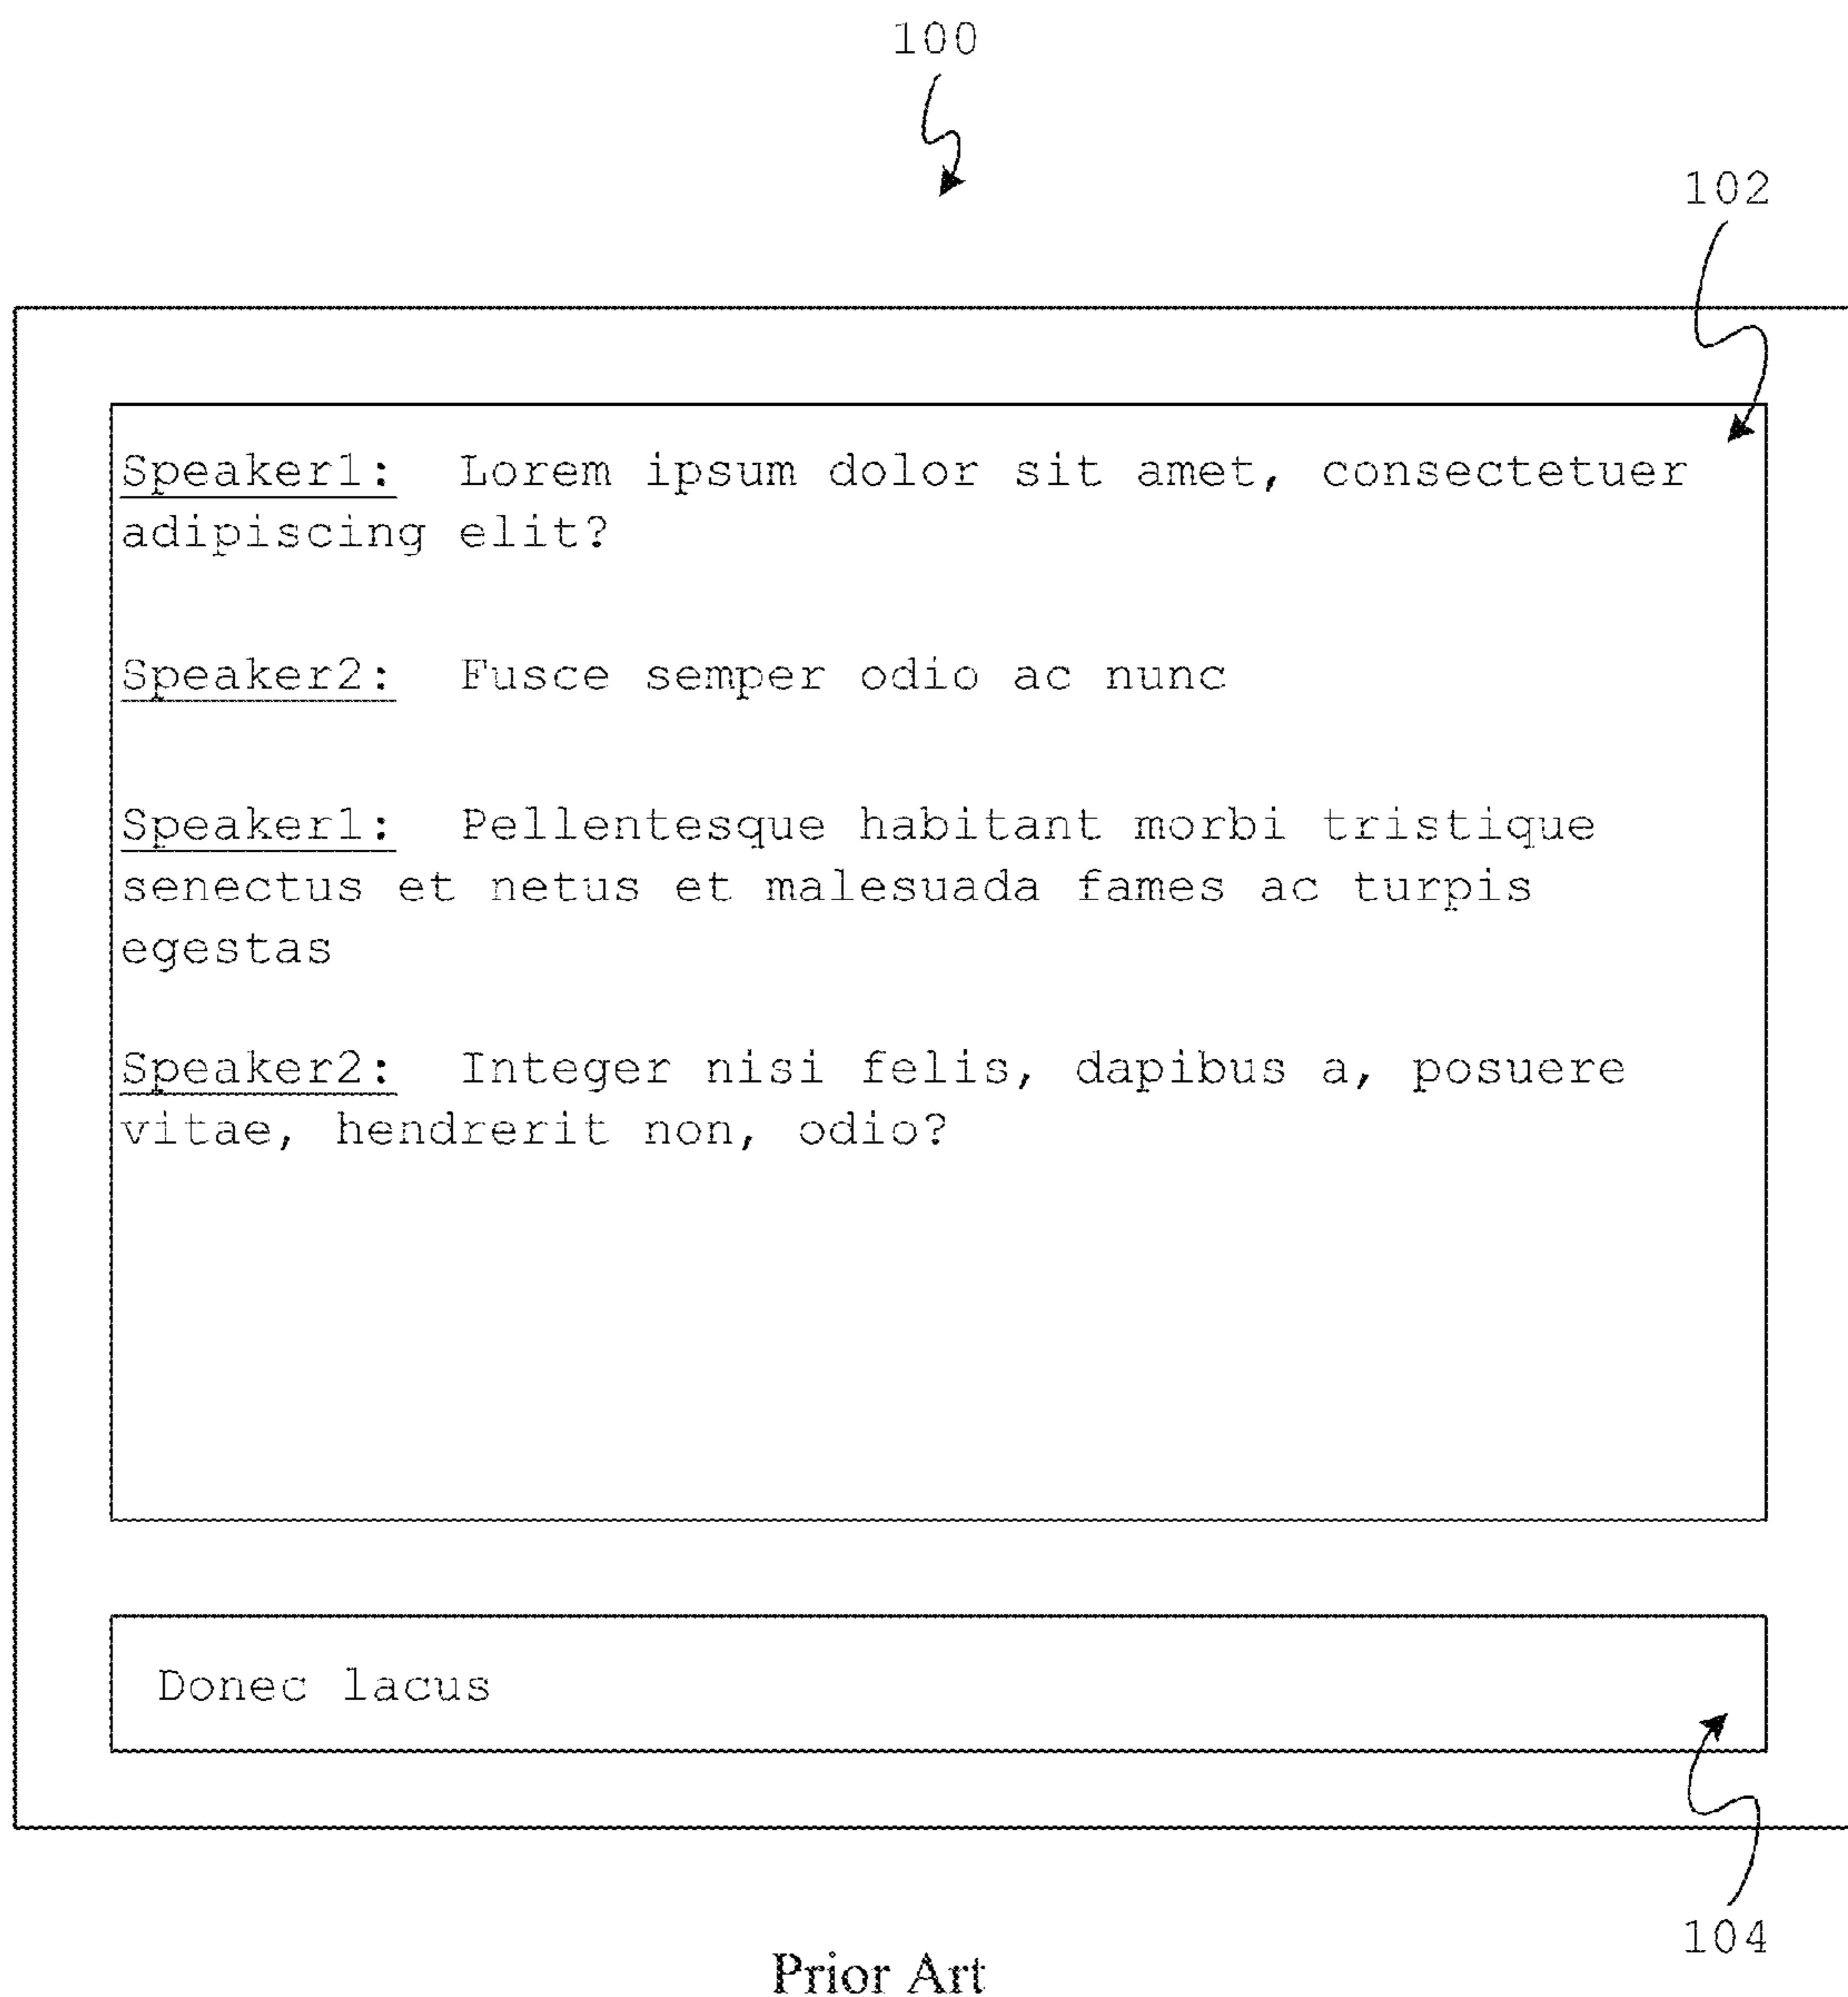 100
102
Speaker1:  Lorem ipsum dolor sit amet, consectetuer
adipiscing elit?
Speaker2:  Fusce semper odio ac nunc
Speaker1:  Pellentesque habitant morbi tristique
senectus et netus et malesuada fames ac turpis
egestas
Speaker2:  Integer nisi felis, dapibus a, posuere
vitae, hendrerit non, odio?
Donec lacus
104
Prior Art